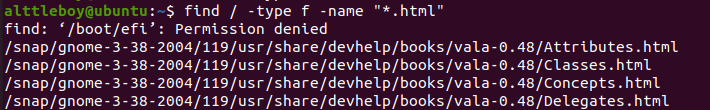 alttleboy@ubuntu:~$ find / -type f -name "*.html"
find: ‘/boot/efi’: Permission denied
/snap/gnome-3-38-2004/119/usr/share/devhelp/books/vala-0.48/Attributes.html
/snap/gnome-3-38-2004/119/usr/share/devhelp/books/vala-0.48/Classes.html
/snap/gnome-3-38-2004/119/usr/share/devhelp/books/vala-0.48/Concepts.html
/snap/gnome-3-38-2004/119/usr/share/devhelp/books/vala-0.48/Delegates.html